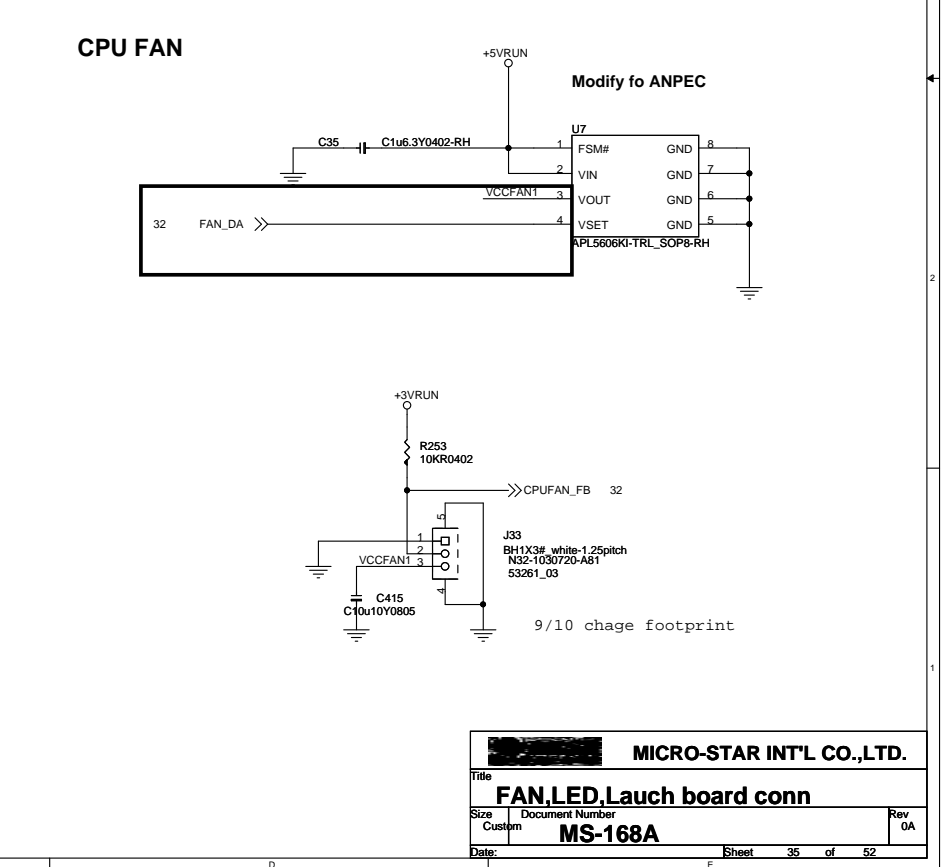 CPU FAN
+5VRUN
Modify fo ANPEC
U7
C35 C1u6.3Y0402-RH
1 FSM# GND 8
2 VIN GND 7
VCCFAN1 3 VOUT GND 6
32 FAN_DA 4 VSET GND 5
APL5606KI-TRL_SOP8-RH
2
+3VRUN
R253
10KR0402
CPUFAN_FB 32
5
J33
1
BH1X3#_white-1.25pitch
2
N32-1030720-A81
VCCFAN1 3
53261_03
4
C415
C10u10Y0805
9/10 chage footprint
1
MICRO-STAR INT'L CO.,LTD.
Title
FAN,LED,Lauch board conn
Size Document Number Rev
Custom MS-168A 0A
Date: Sheet 35 of 52
D E